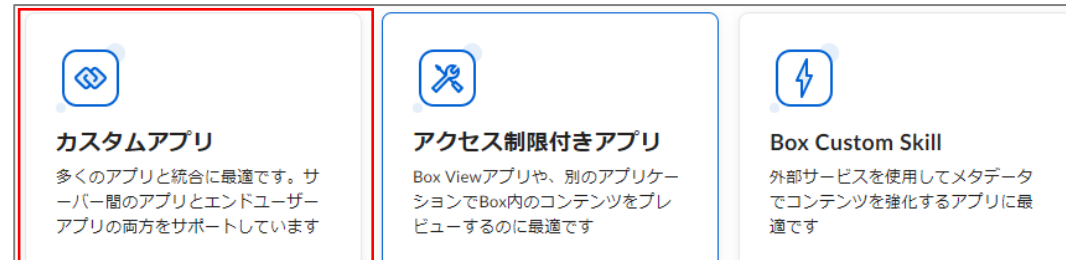 カスタムアプリ
多くのアプリと統合に最適です。サ
ーバー間のアプリとエンドユーザー
アプリの両方をサポートしています
アクセス制限付きアプリ
Box Viewアプリや、別のアプリケー
ションでBox内のコンテンツをプレ
ビューするのに最適です
Box Custom Skill
外部サービスを使用してメタデータ
でコンテンツを強化するアプリに最
適です